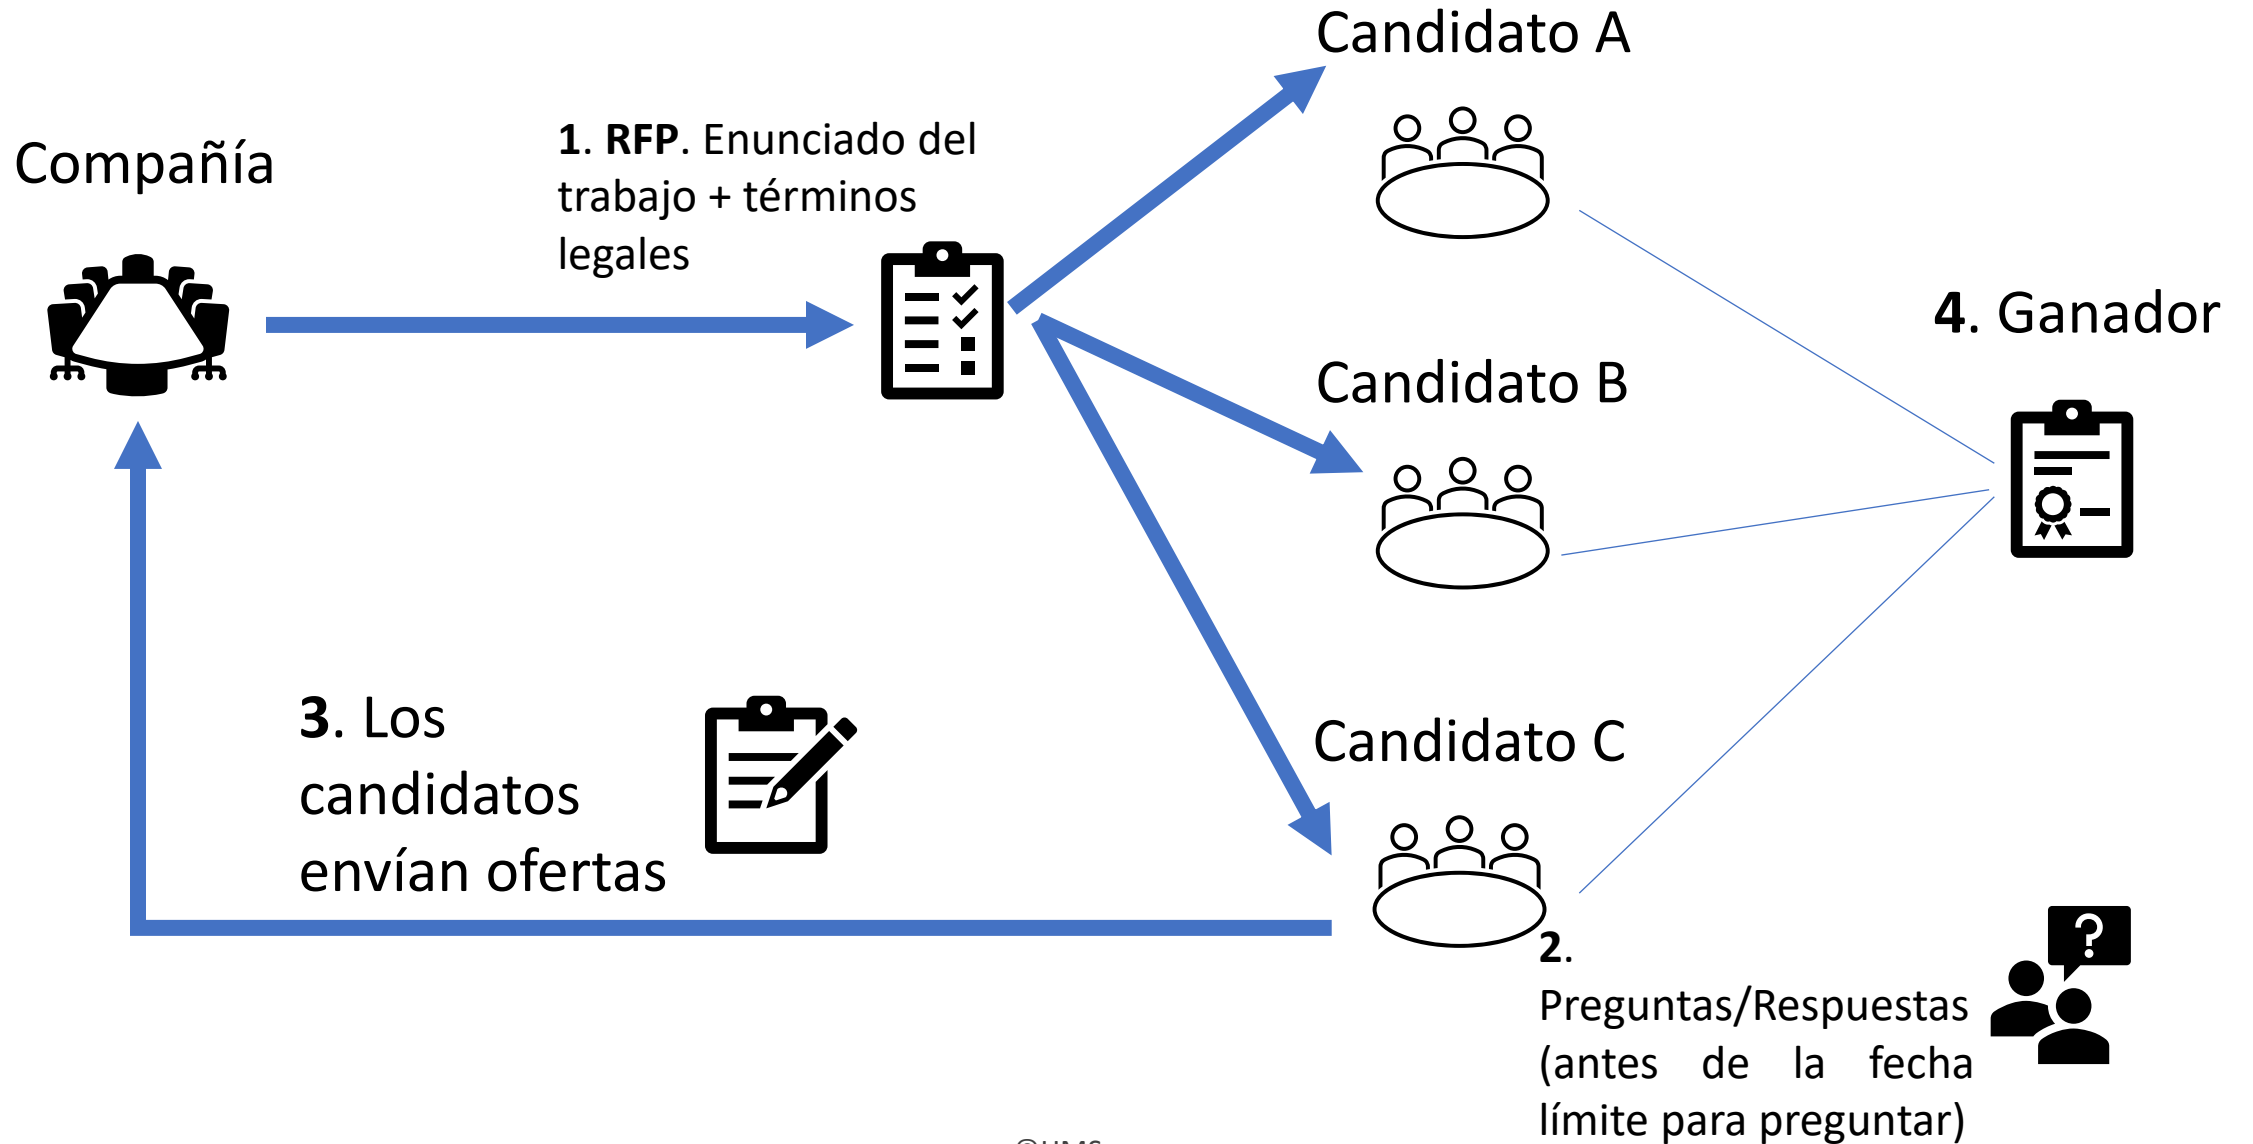 Candidato A
Compañía
1. RFP. Enunciado del
trabajo + términos
legales
4. Ganador
Candidato B
3. Los
candidatos
envían ofertas
Candidato C
2.
Preguntas/Respuestas
(antes de la fecha
límite para preguntar)
?